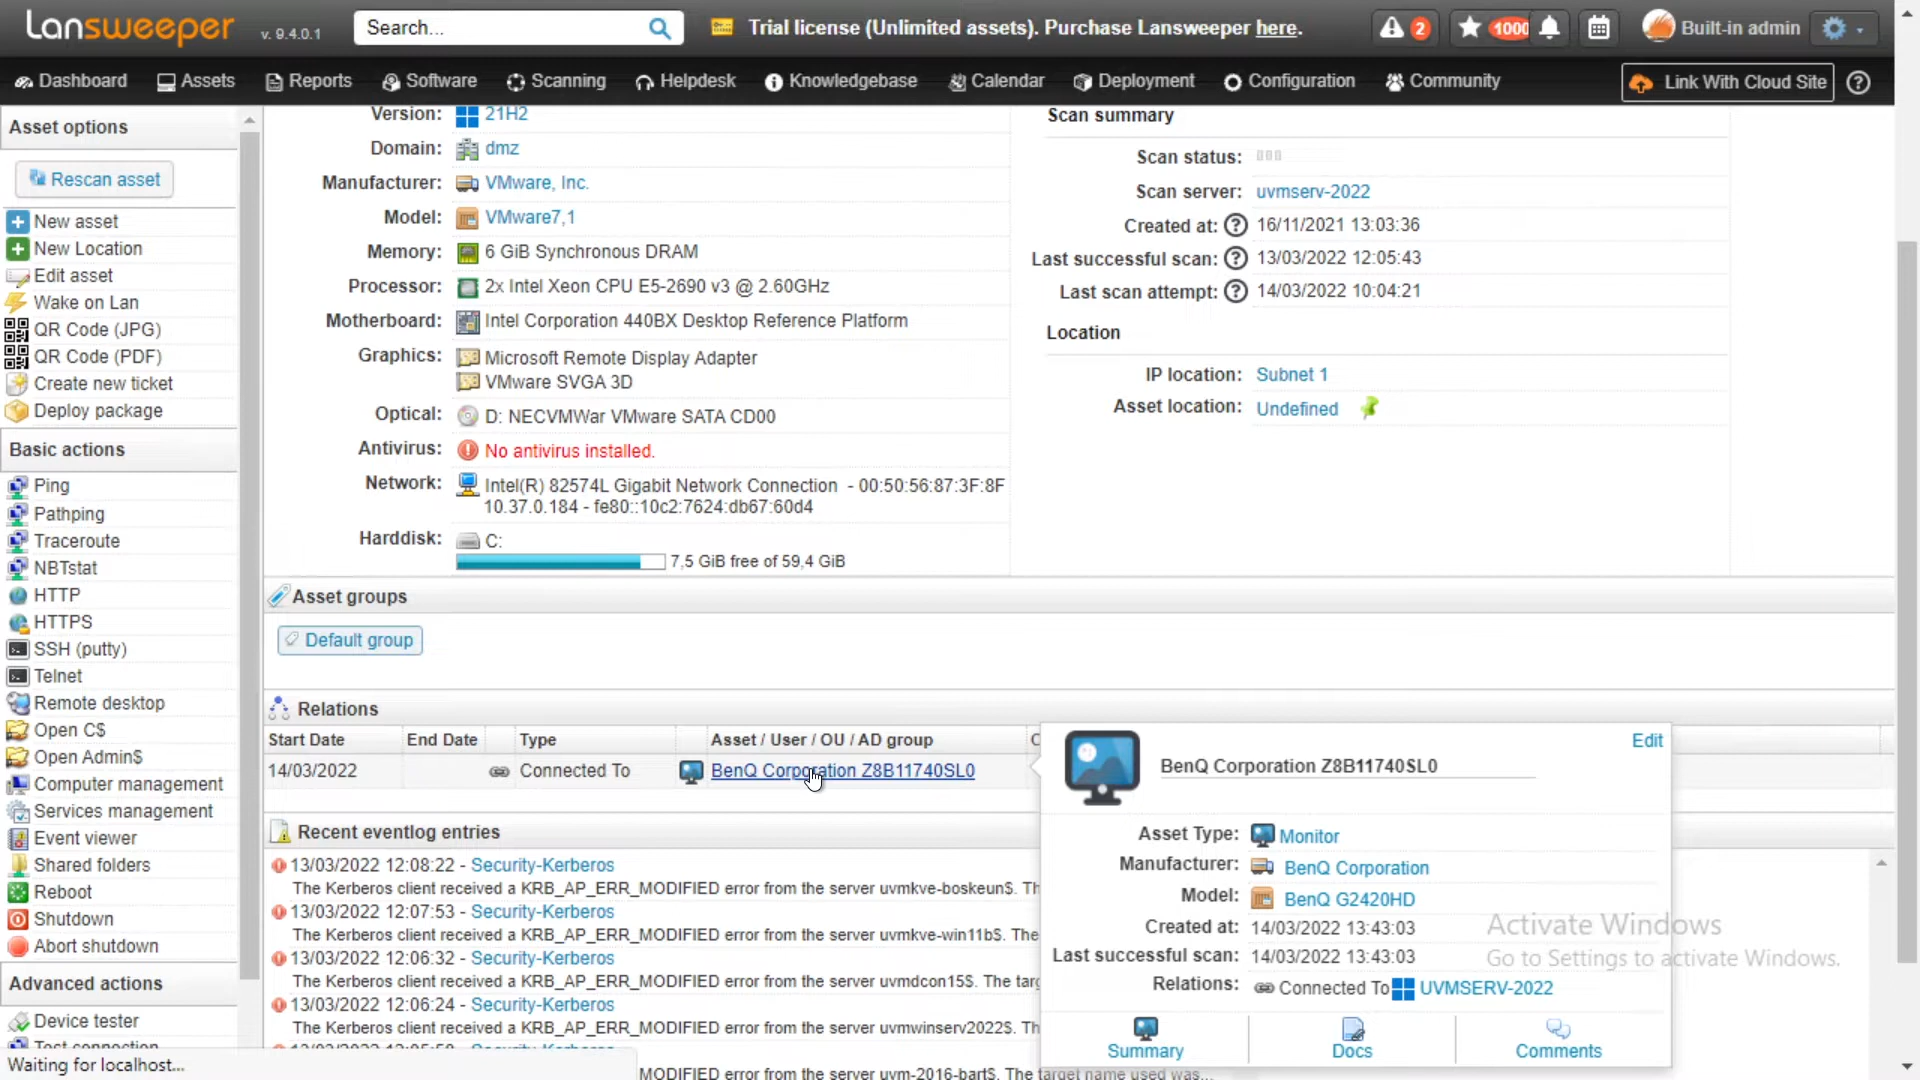 Lansweeper v. 9.4.0.1
Search...
Trial license (Unlimited assets). Purchase Lansweeper here.
2
1000
Built-in admin
Dashboard Assets Reports Software Scanning Helpdesk Knowledgebase Calendar Deployment Configuration Community
Link With Cloud Site
Asset options
Rescan asset
New asset
New Location
Edit asset
Wake on Lan
QR Code (JPG)
QR Code (PDF)
Create new ticket
Deploy package
Basic actions
Ping
Pathping
Traceroute
NBTstat
HTTP
HTTPS
SSH (putty)
Telnet
Remote desktop
Open C$
Open Admin$
Computer management
Services management
Event viewer
Shared folders
Reboot
Shutdown
Abort shutdown
Advanced actions
Device tester
Test connection
Waiting for localhost...
Version: 21H2
Domain: dmz
Manufacturer: VMware, Inc.
Model: VMware7,1
Memory: 6 GiB Synchronous DRAM
Processor: 2x Intel Xeon CPU E5-2690 v3 @ 2.60GHz
Motherboard: Intel Corporation 440BX Desktop Reference Platform
Graphics: Microsoft Remote Display Adapter
VMware SVGA 3D
Optical: D: NECVMWar VMware SATA CD00
Antivirus: No antivirus installed.
Network: Intel(R) 82574L Gigabit Network Connection - 00:50:56:87:3F:8F
10.37.0.184 - fe80::10c2:7624:db67:60d4
Harddisk: C:
7,5 GiB free of 59,4 GiB
Scan summary
Scan status:
Scan server: uvmserv-2022
Created at: ? 16/11/2021 13:03:36
Last successful scan: ? 13/03/2022 12:05:43
Last scan attempt: ? 14/03/2022 10:04:21
Location
IP location: Subnet 1
Asset location: Undefined
Asset groups
Default group
Relations
Start Date End Date Type Asset / User / OU / AD group C
14/03/2022 Connected To BenQ Corporation Z8B11740SL0
Recent eventlog entries
13/03/2022 12:08:22 - Security-Kerberos
The Kerberos client received a KRB_AP_ERR_MODIFIED error from the server uvmkve-boskeun$. Th
13/03/2022 12:07:53 - Security-Kerberos
The Kerberos client received a KRB_AP_ERR_MODIFIED error from the server uvmkve-win11b$. The
13/03/2022 12:06:32 - Security-Kerberos
The Kerberos client received a KRB_AP_ERR_MODIFIED error from the server uvmdcon15$. The targ
13/03/2022 12:06:24 - Security-Kerberos
The Kerberos client received a KRB_AP_ERR_MODIFIED error from the server uvmwinserv2022$. Th
MODIFIED error from the server uvm-2016-bart$. The target name used was...
Edit
BenQ Corporation Z8B11740SL0
Asset Type: Monitor
Manufacturer: BenQ Corporation
Model: BenQ G2420HD
Created at: 14/03/2022 13:43:03
Last successful scan: 14/03/2022 13:43:03
Relations: Connected To UVMSERV-2022
Summary Docs Comments
Activate Windows
Go to Settings to activate Windows.